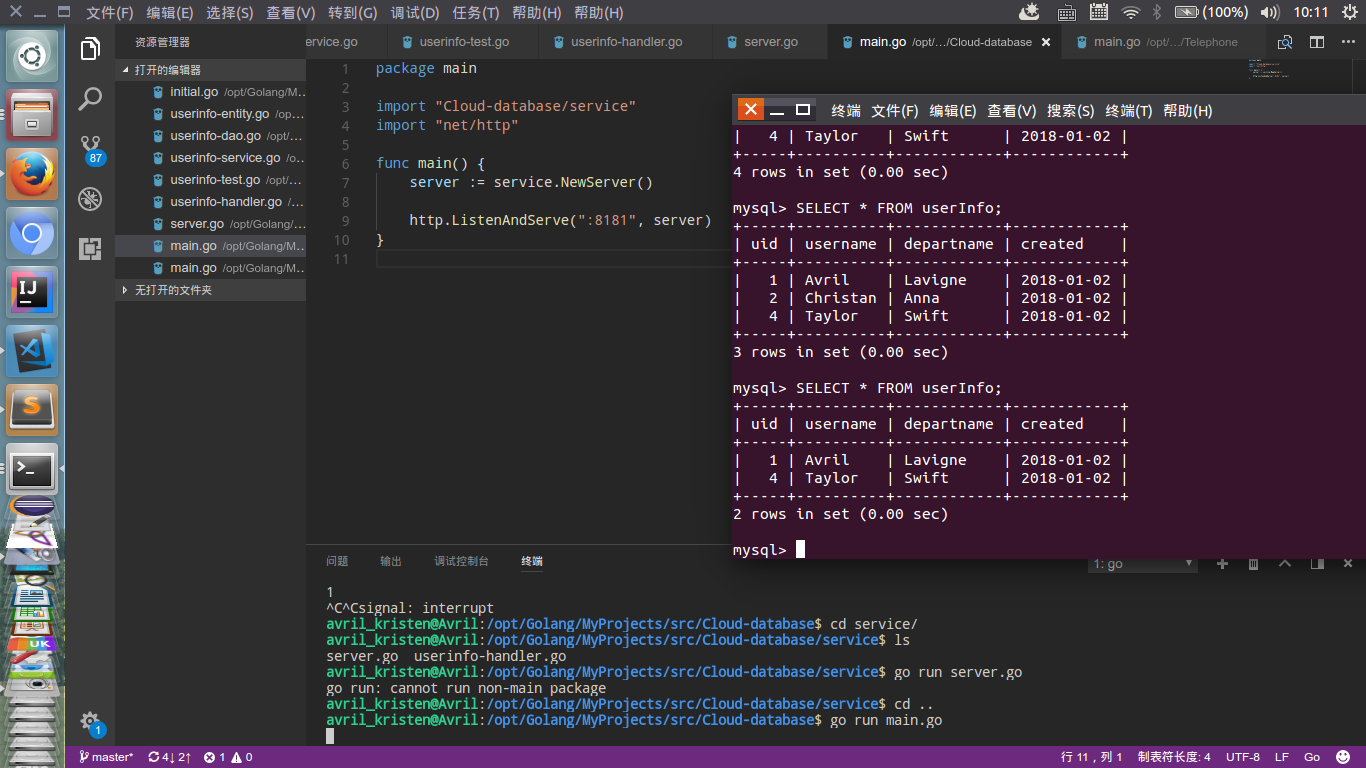 文件(F) 编辑(E) 选择(S) 查看(V) 转到(G) 调试(D) 任务(T) 帮助(H) 帮助(H) (100%) 10:11
资源管理器
打开的编辑器
initial.go /opt/Golang/M...
userinfo-entity.go /op...
userinfo-dao.go /opt/...
userinfo-service.go /o...
userinfo-test.go /opt/...
userinfo-handler.go /...
server.go /opt/Golang/...
main.go /opt/Golang/M...
main.go /opt/Golang/M...
无打开的文件夹
87
1
ervice.go userinfo-test.go userinfo-handler.go server.go main.go /opt/.../Cloud-database main.go /opt/.../Telephone
1 package main
2
3 import "Cloud-database/service"
4 import "net/http"
5
6 func main() {
7 server := service.NewServer()
8
9 http.ListenAndServe(":8181", server)
10 }
11
终端 文件(F) 编辑(E) 查看(V) 搜索(S) 终端(T) 帮助(H)
|   4 | Taylor   | Swift      | 2018-01-02 |
+-----+----------+------------+------------+
4 rows in set (0.00 sec)
mysql> SELECT * FROM userInfo;
+-----+----------+------------+------------+
| uid | username | departname | created    |
+-----+----------+------------+------------+
|   1 | Avril    | Lavigne    | 2018-01-02 |
|   2 | Christan | Anna       | 2018-01-02 |
|   4 | Taylor   | Swift      | 2018-01-02 |
+-----+----------+------------+------------+
3 rows in set (0.00 sec)
mysql> SELECT * FROM userInfo;
+-----+----------+------------+------------+
| uid | username | departname | created    |
+-----+----------+------------+------------+
|   1 | Avril    | Lavigne    | 2018-01-02 |
|   4 | Taylor   | Swift      | 2018-01-02 |
+-----+----------+------------+------------+
2 rows in set (0.00 sec)
mysql>
问题 输出 调试控制台 终端 1: go
1
^C^Csignal: interrupt
avril_kristen@Avril:/opt/Golang/MyProjects/src/Cloud-database$ cd service/
avril_kristen@Avril:/opt/Golang/MyProjects/src/Cloud-database/service$ ls
server.go  userinfo-handler.go
avril_kristen@Avril:/opt/Golang/MyProjects/src/Cloud-database/service$ go run server.go
go run: cannot run non-main package
avril_kristen@Avril:/opt/Golang/MyProjects/src/Cloud-database/service$ cd ..
avril_kristen@Avril:/opt/Golang/MyProjects/src/Cloud-database$ go run main.go
master* 4↓ 2↑ 1 0 行 11，列 1 制表符长度: 4 UTF-8 LF Go
IJ
S
UK